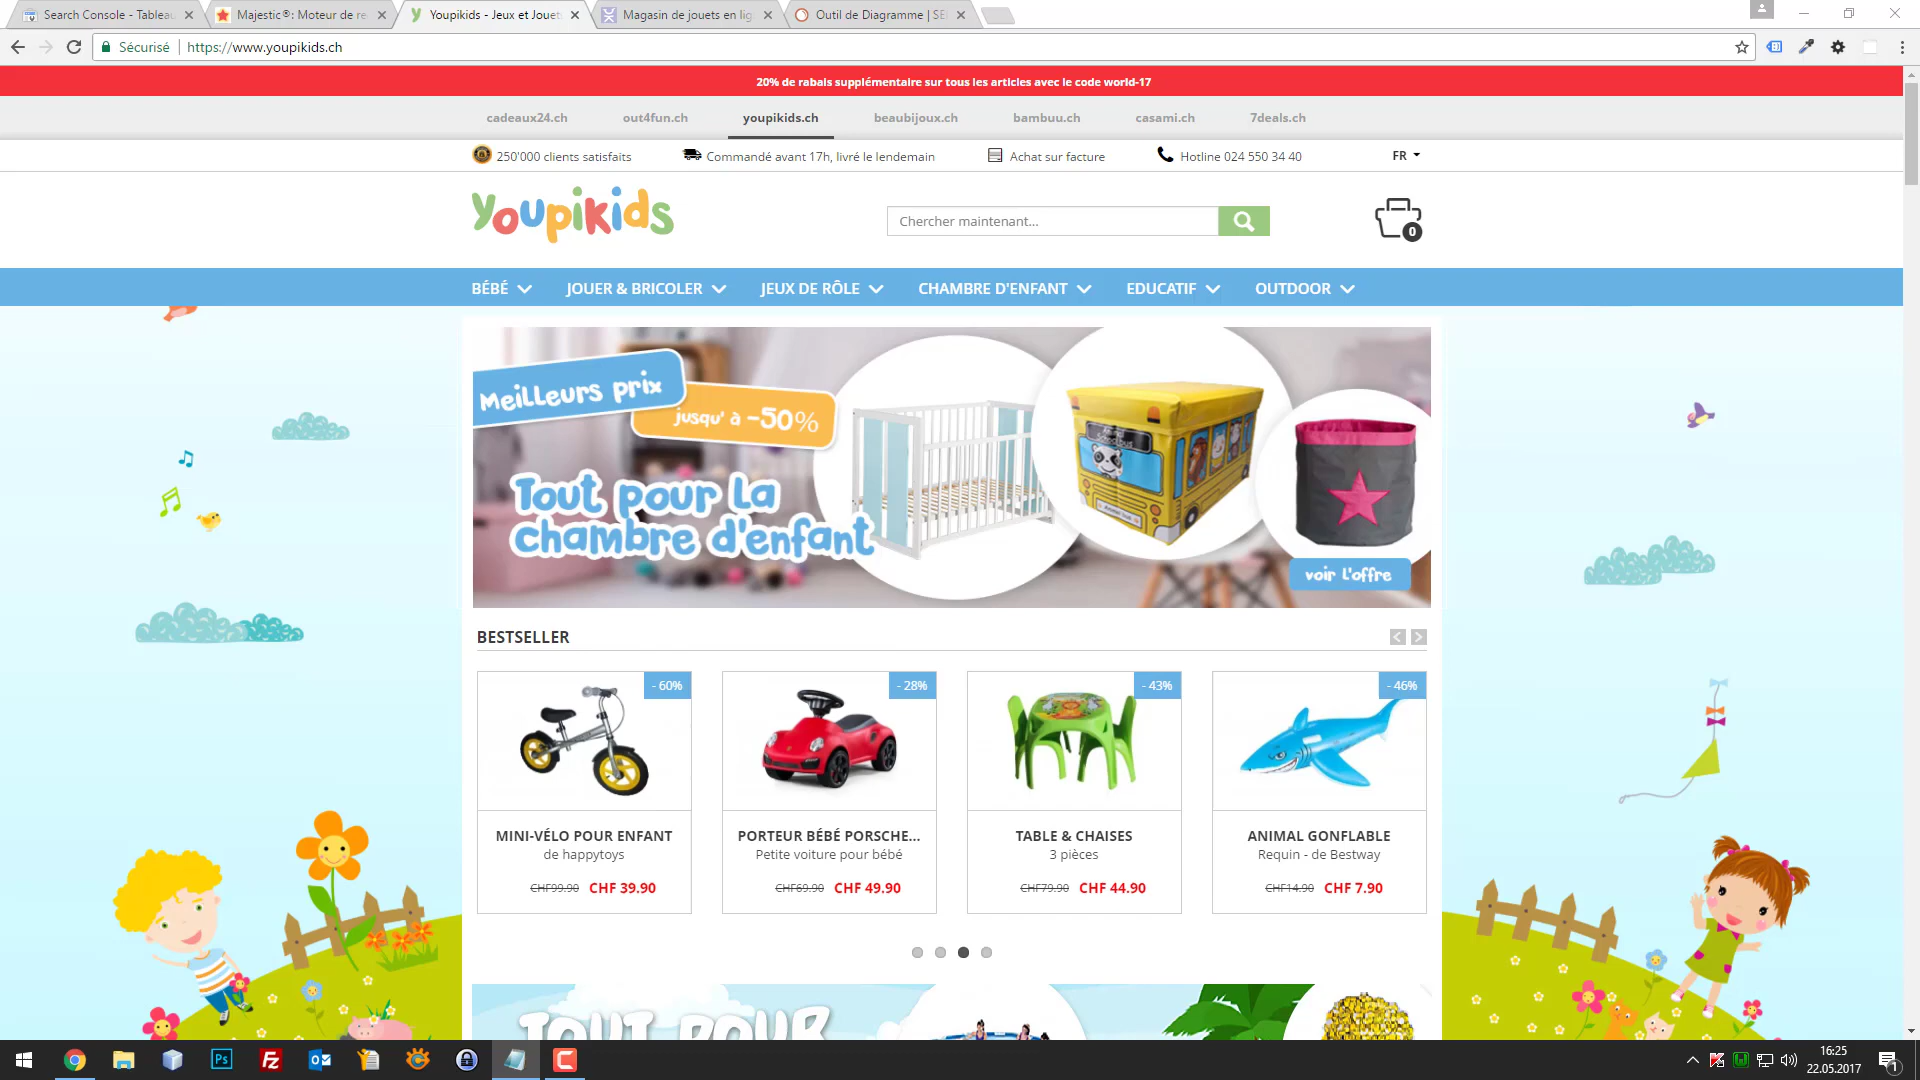 Search Console - Tableau
Majestic®: Moteur de re
Youpikids - Jeux et Jouet
Magasin de jouets en lig
Outil de Diagramme | SE
Sécurisé
https://www.youpikids.ch
20% de rabais supplémentaire sur tous les articles avec le code world-17
cadeaux24.ch
out4fun.ch
youpikids.ch
beaubijoux.ch
bambuu.ch
casami.ch
7deals.ch
250'000 clients satisfaits
Commandé avant 17h, livré le lendemain
Achat sur facture
Hotline 024 550 34 40
FR
Youpikids
Chercher maintenant...
0
BÉBÉ
JOUER & BRICOLER
JEUX DE RÔLE
CHAMBRE D'ENFANT
EDUCATIF
OUTDOOR
Meilleurs prix
jusqu' à -50%
Tout pour la
chambre d'enfant
voir l'offre
BESTSELLER
- 60%
- 28%
- 43%
- 46%
MINI-VÉLO POUR ENFANT
de happytoys
CHF99.90 CHF 39.90
PORTEUR BÉBÉ PORSCHE...
Petite voiture pour bébé
CHF69.90 CHF 49.90
TABLE & CHAISES
3 pièces
CHF79.90 CHF 44.90
ANIMAL GONFLABLE
Requin - de Bestway
CHF14.90 CHF 7.90
TOUT POUR
Ps
Fz
16:25
22.05.2017
1